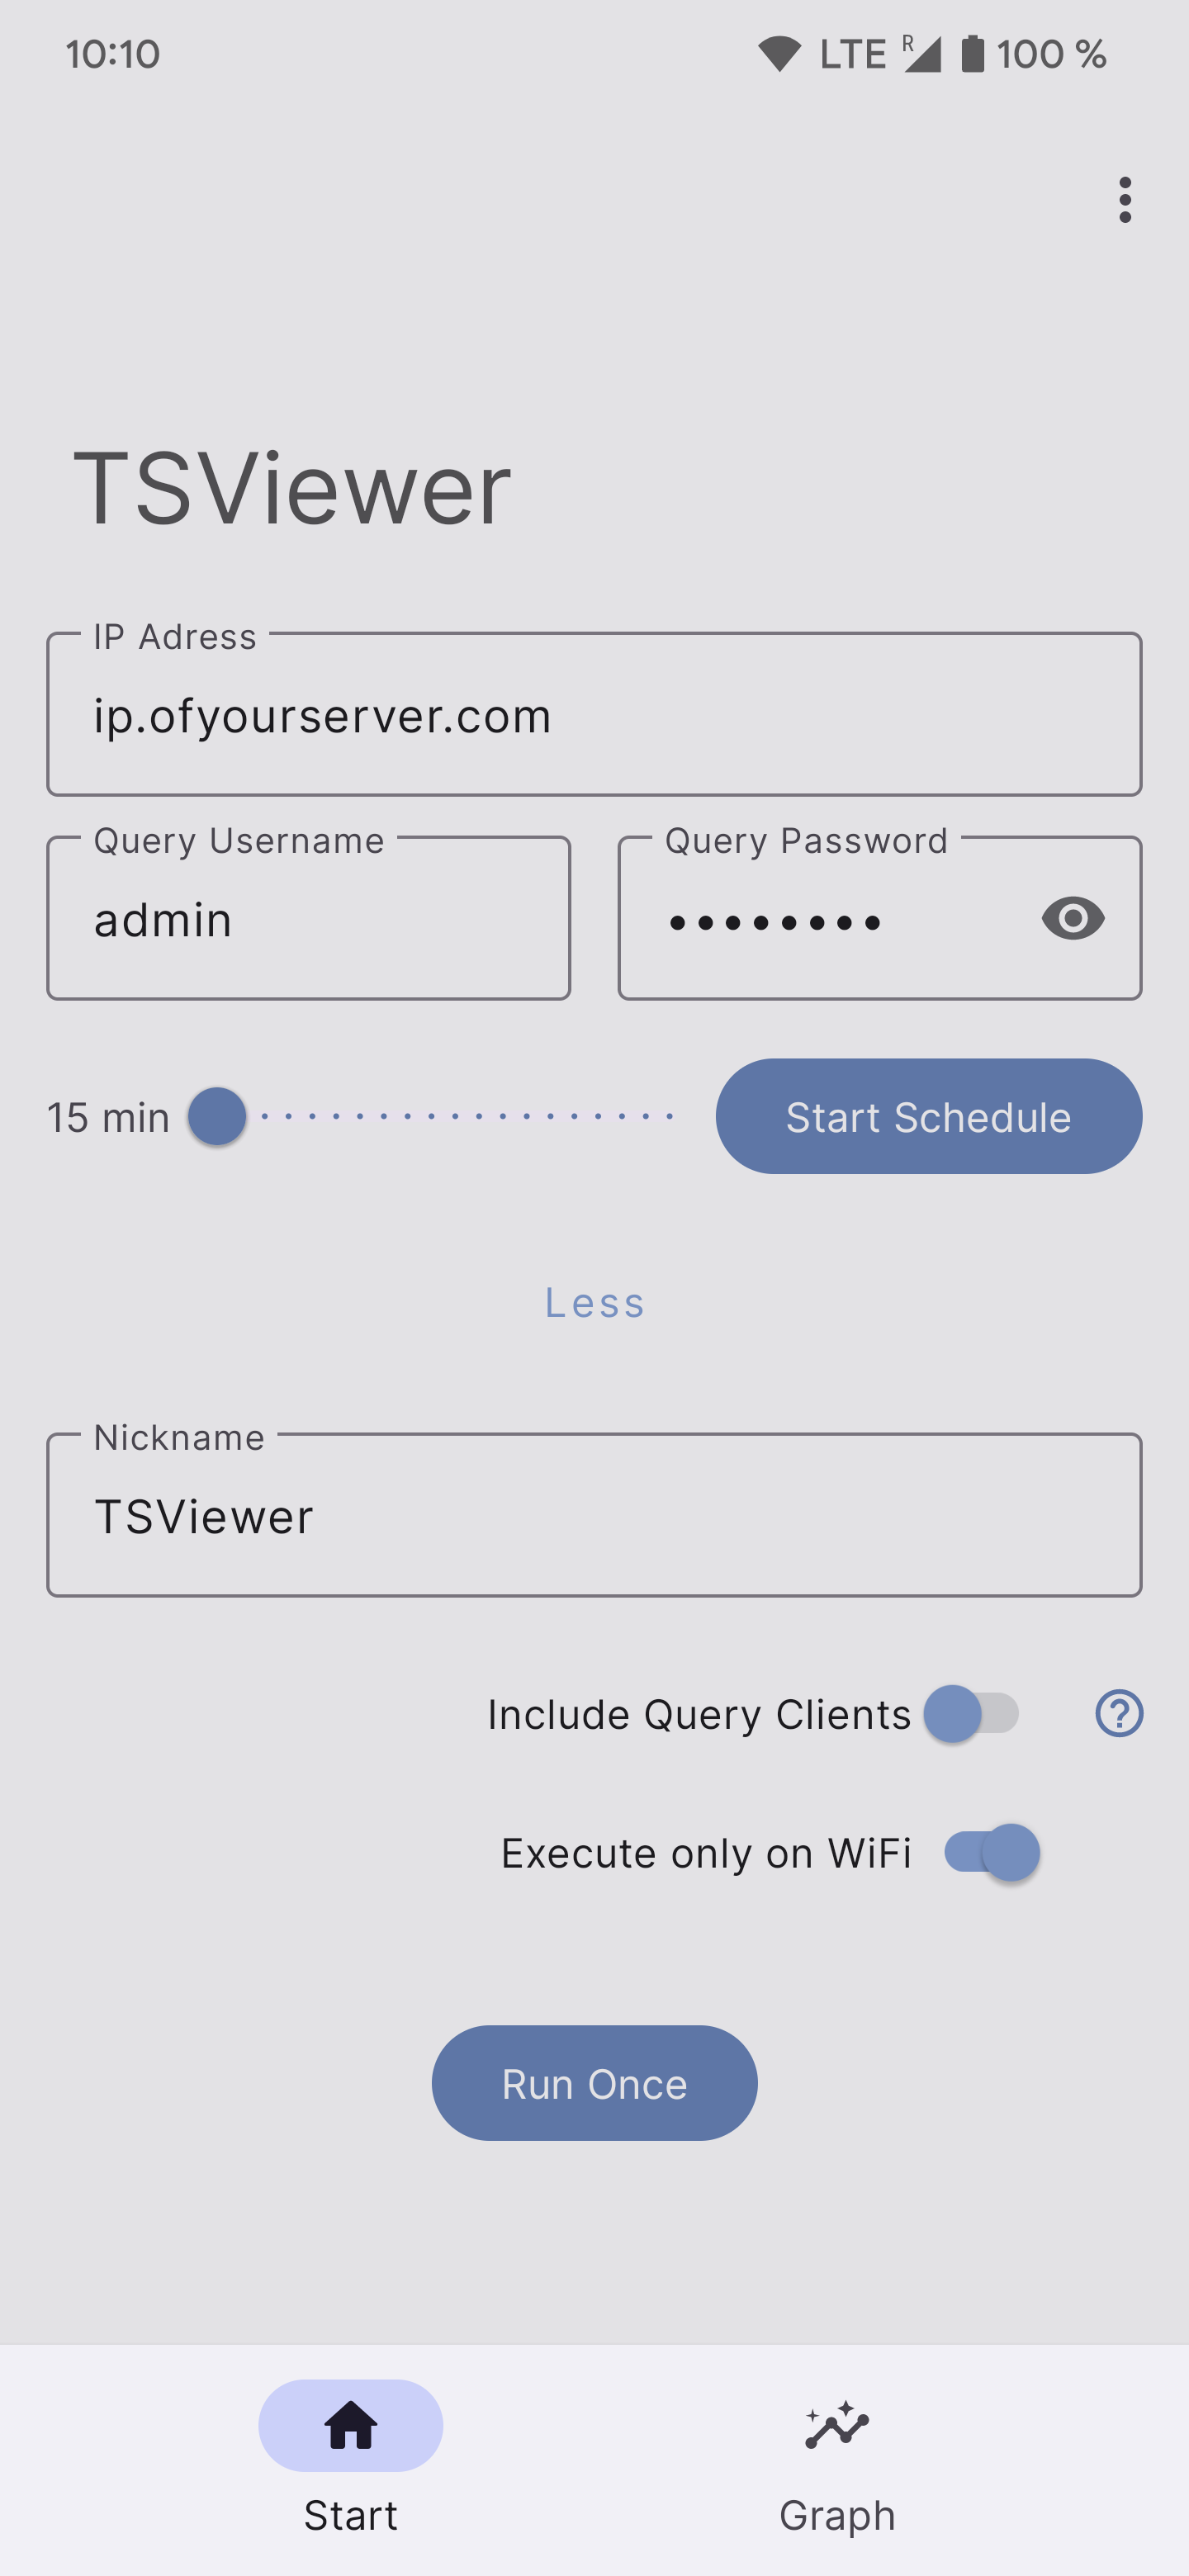 10:10 LTE R 100 %
TSViewer
IP Adress
ip.ofyourserver.com
Query Username Query Password
admin ••••••••
15 min Start Schedule
Less
Nickname
TSViewer
Include Query Clients
Execute only on WiFi
Run Once
Start Graph